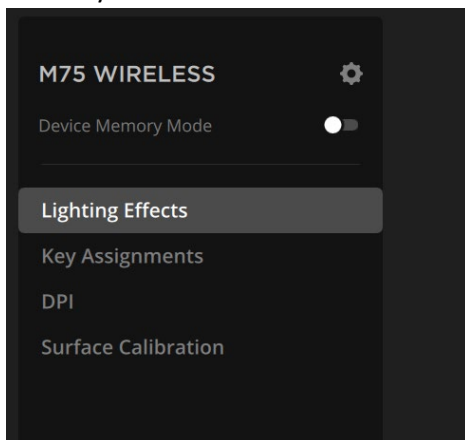 M75 WIRELESS
Device Memory Mode
Lighting Effects
Key Assignments
DPI
Surface Calibration